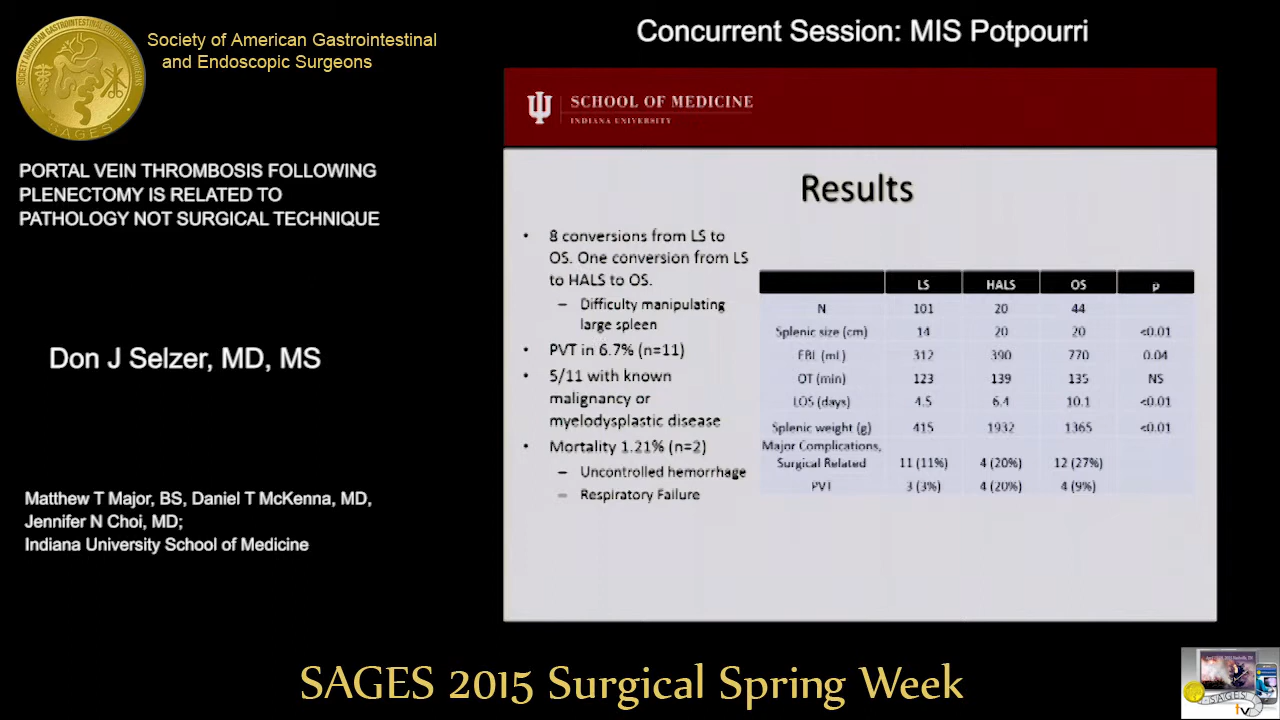 Society of American Gastrointestinal
and Endoscopic Surgeons
Concurrent Session: MIS Potpourri
PORTAL VEIN THROMBOSIS FOLLOWING
PLENECTOMY IS RELATED TO
PATHOLOGY NOT SURGICAL TECHNIQUE
Don J Selzer, MD, MS
Matthew T Major, BS, Daniel T McKenna, MD,
Jennifer N Choi, MD;
Indiana University School of Medicine
SCHOOL OF MEDICINE
INDIANA UNIVERSITY
Results
• 8 conversions from LS to
OS. One conversion from LS
to HALS to OS.
– Difficulty manipulating
large spleen
• PVT in 6.7% (n=11)
• 5/11 with known
malignancy or
myelodysplastic disease
• Mortality 1.21% (n=2)
– Uncontrolled hemorrhage
– Respiratory Failure
LS HALS OS p
N 101 20 44
Splenic size (cm) 14 20 20 <0.01
EBL (mL) 312 390 770 0.04
OT (min) 123 139 135 NS
LOS (days) 4.5 6.4 10.1 <0.01
Splenic weight (g) 415 1932 1365 <0.01
Major Complications,
Surgical Related 11 (11%) 4 (20%) 12 (27%)
PVT 3 (3%) 4 (20%) 4 (9%)
SAGES 2015 Surgical Spring Week
SAGES
SAGES
tv